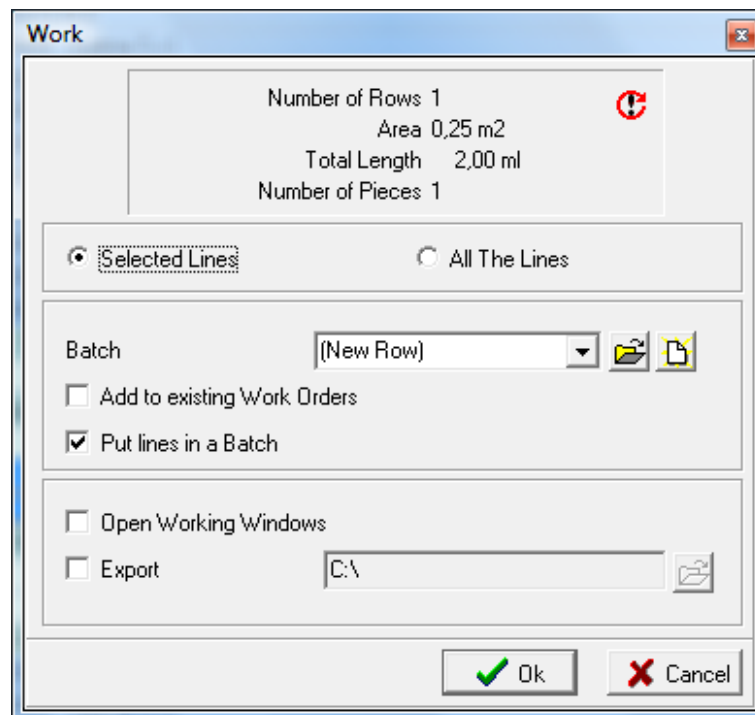 Work
Number of Rows 1
Area 0,25 m2
Total Length 2,00 ml
Number of Pieces 1
Selected Lines
All The Lines
Batch (New Row)
Add to existing Work Orders
Put lines in a Batch
Open Working Windows
Export C:\
Ok
Cancel